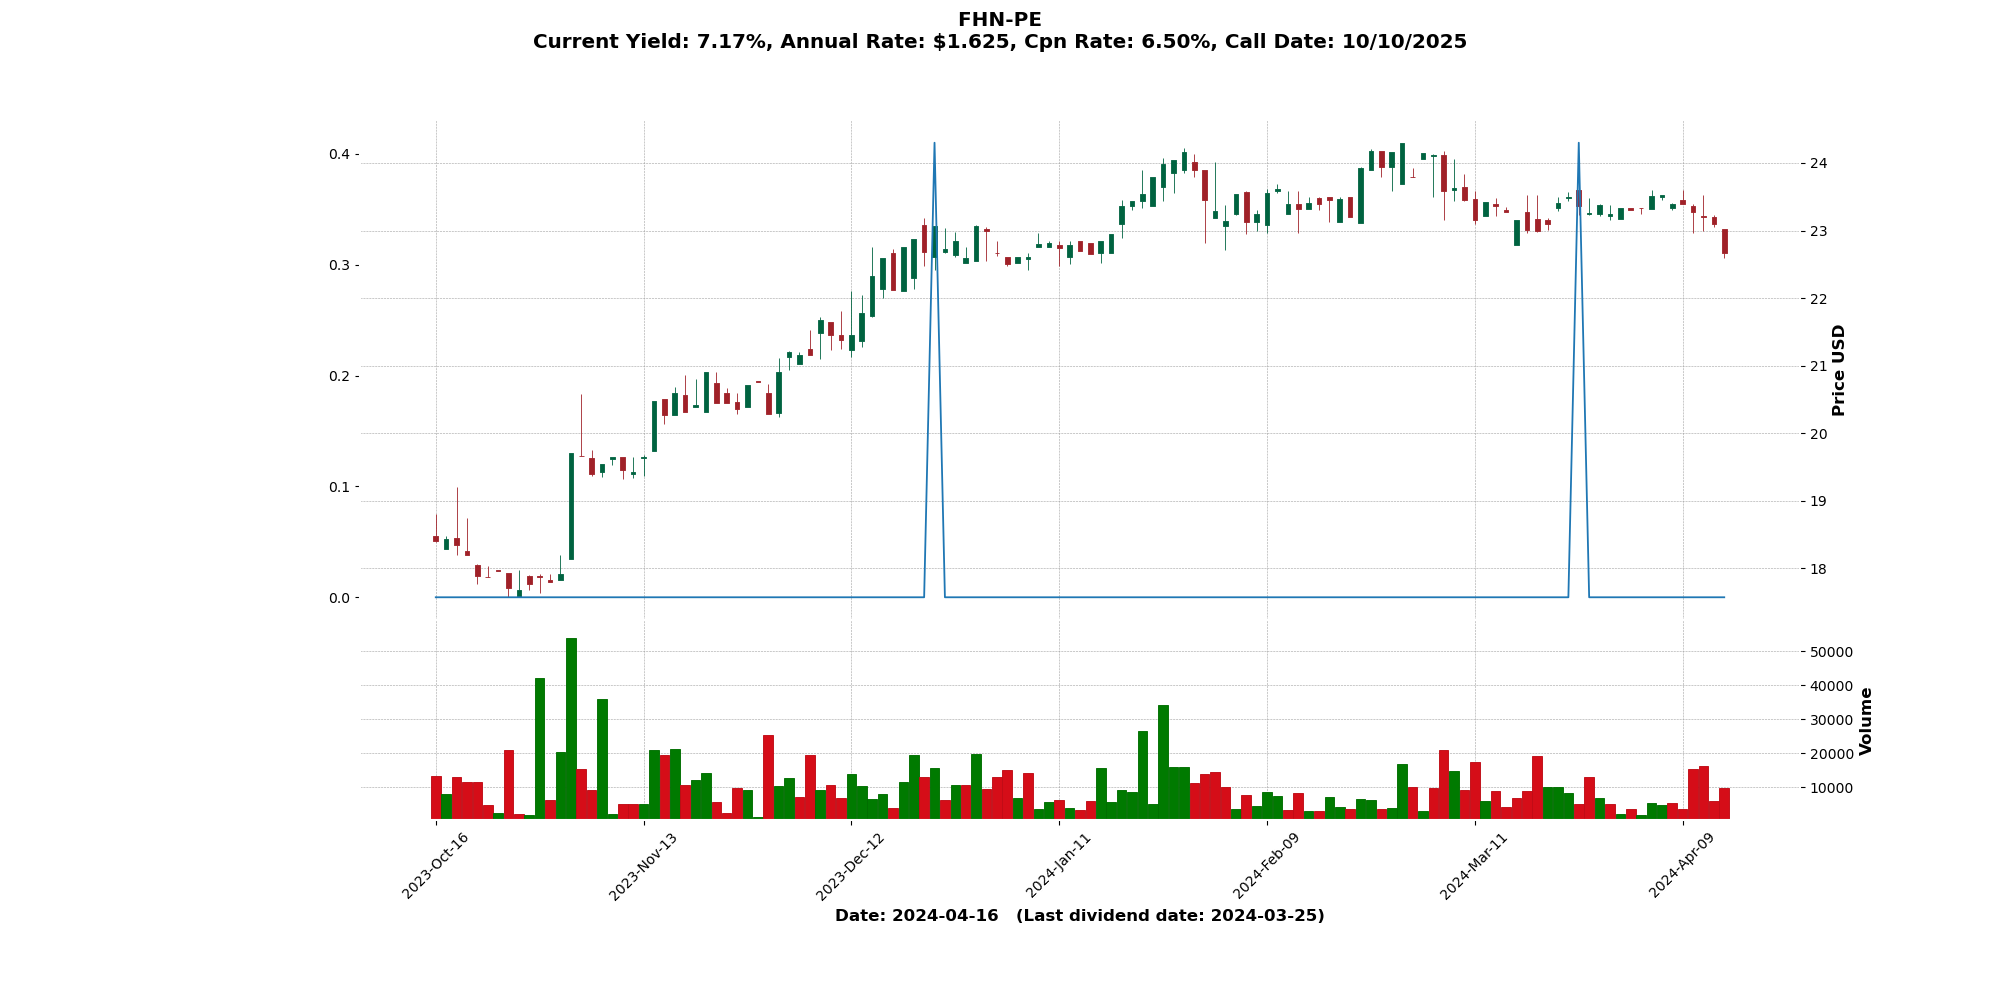 FHN-PE
Current Yield: 7.17%, Annual Rate: $1.625, Cpn Rate: 6.50%, Call Date: 10/10/2025
0.4
0.3
0.2
0.1
0.0
24
23
22
21
20
19
18
Price USD
50000
40000
30000
20000
10000
Volume
2023-Oct-16
2023-Nov-13
2023-Dec-12
2024-Jan-11
2024-Feb-09
2024-Mar-11
2024-Apr-09
Date: 2024-04-16 (Last dividend date: 2024-03-25)